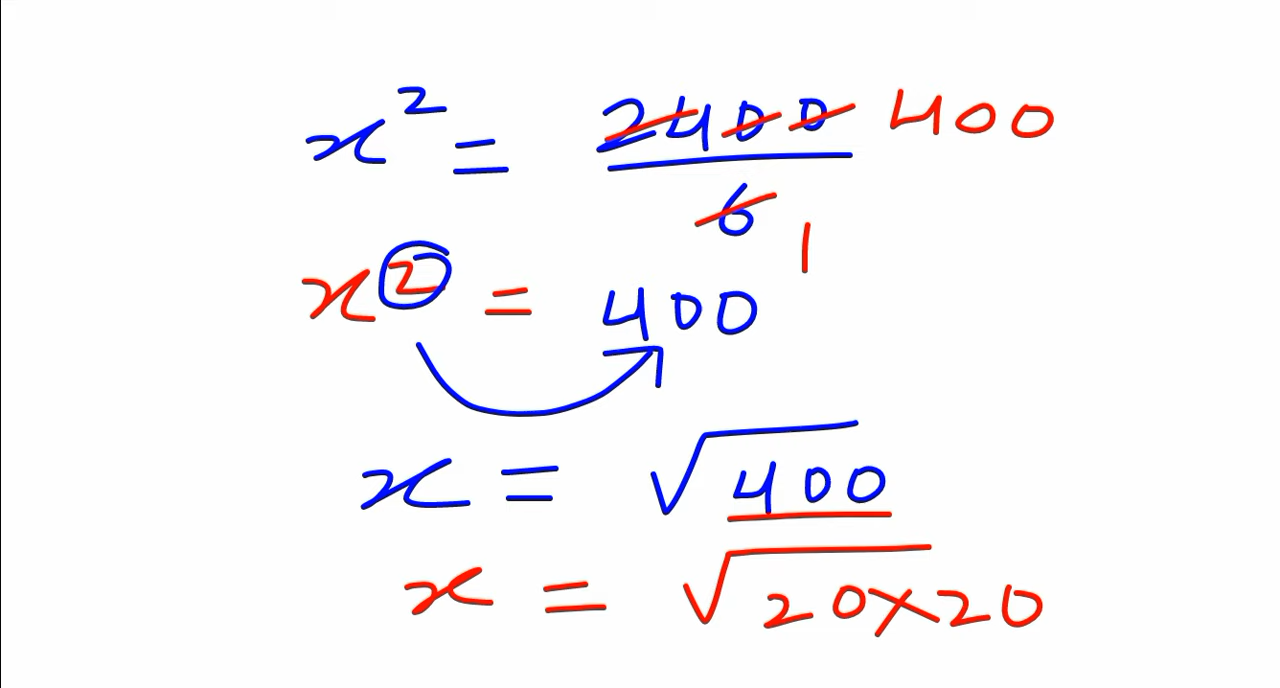 x² = 2400/6 400
1
x² = 400
x = √400
x = √20×20